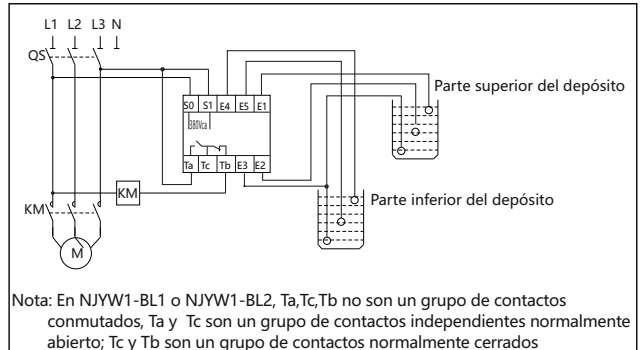 L1 L2 L3 N
QS
S0 S1 E4 E5 E1
380Vca
Ta Tc Tb E3 E2
Parte superior del depósito
KM
Parte inferior del depósito
KM
M
Nota: En NJYW1-BL1 o NJYW1-BL2, Ta,Tc,Tb no son un grupo de contactos
conmutados, Ta y Tc son un grupo de contactos independientes normalmente
abierto; Tc y Tb son un grupo de contactos normalmente cerrados